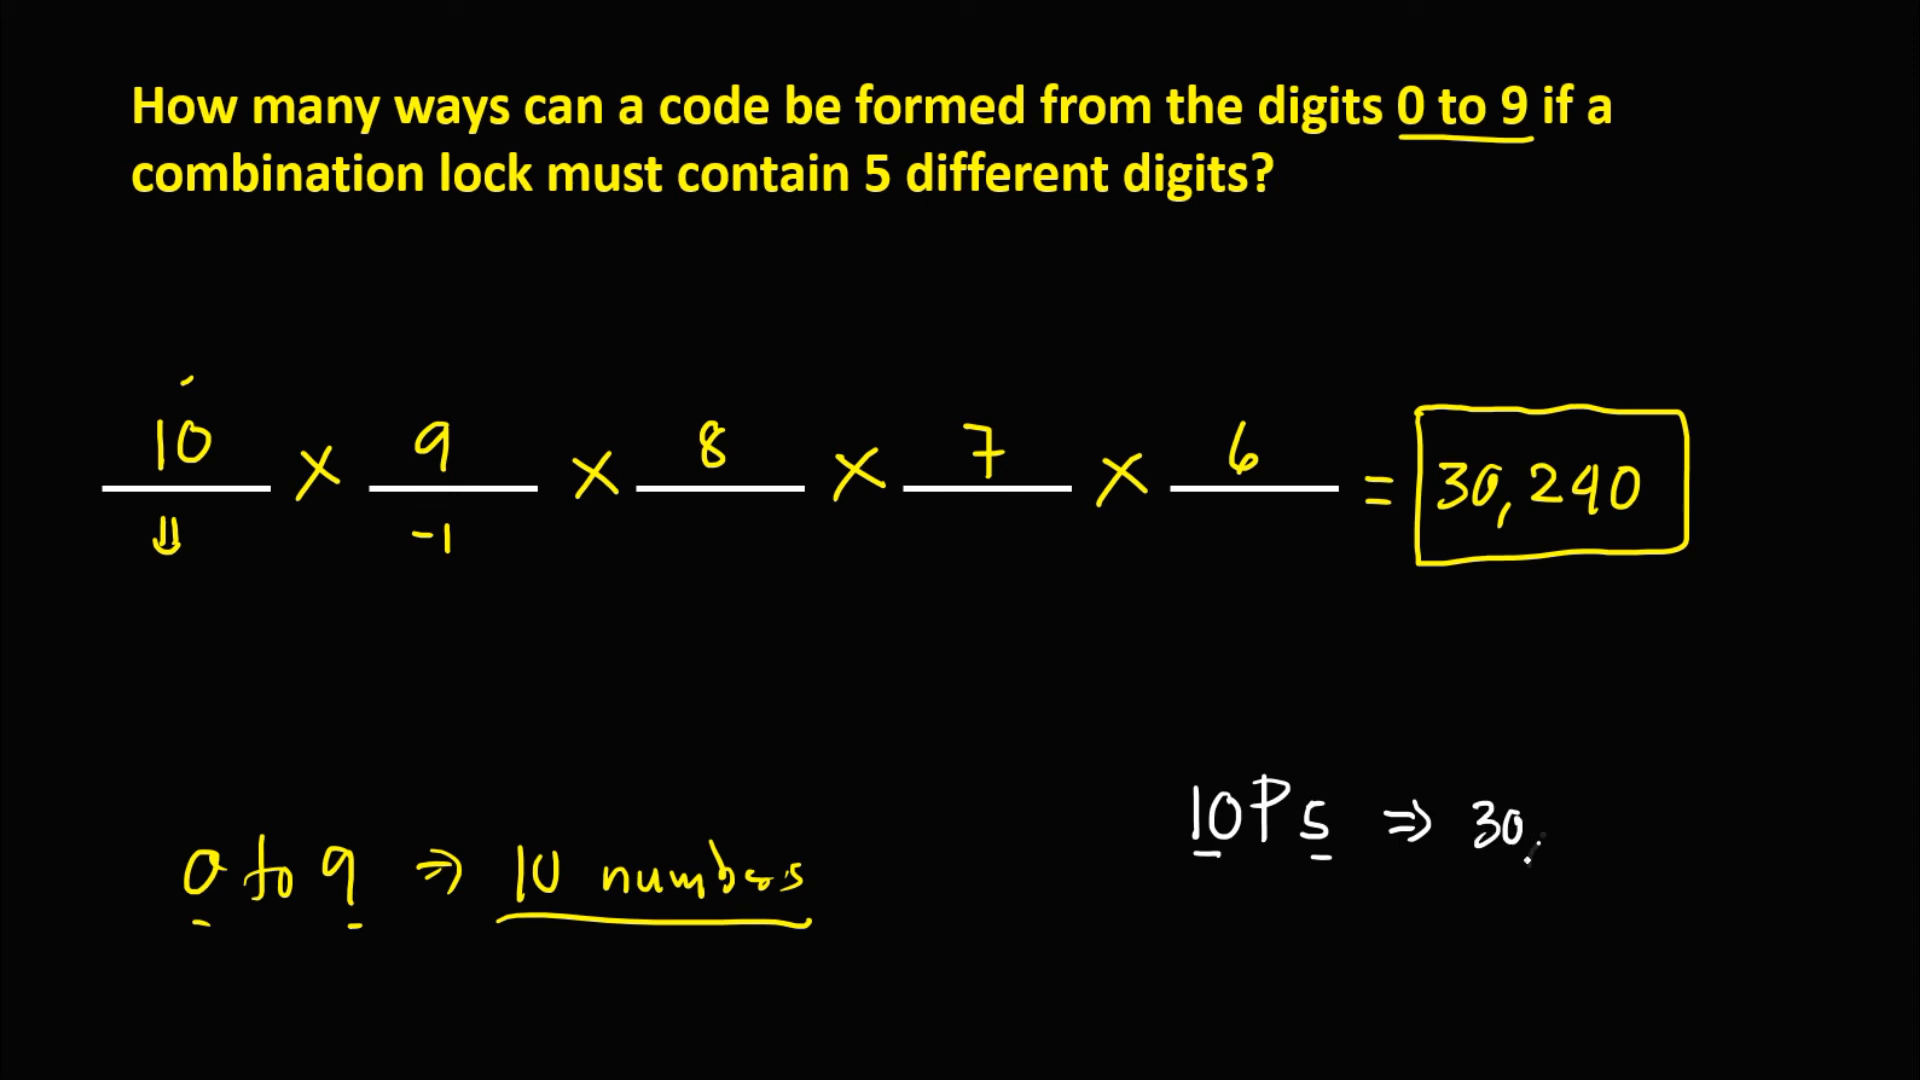 How many ways can a code be formed from the digits 0 to 9 if a
combination lock must contain 5 different digits?
10 × 9 × 8 × 7 × 6 = 30,240
⇓ -1
10P5 ⇒ 30,
0 to 9 ⇒ 10 numbers